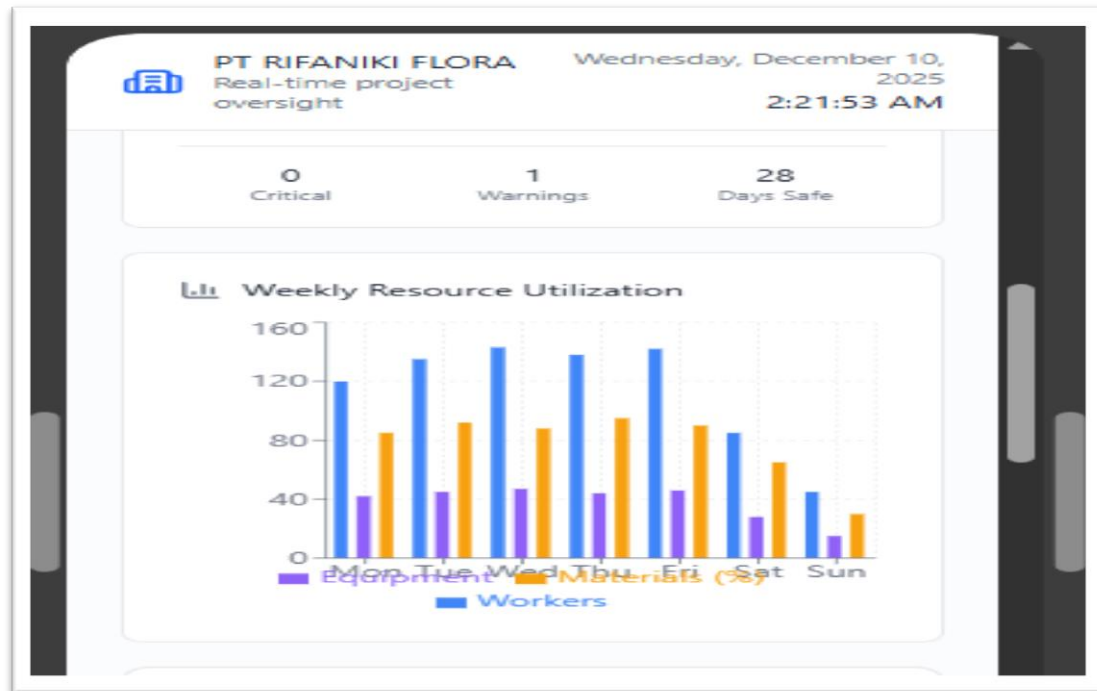 PT RIFANIKI FLORA
Real-time project
oversight
Wednesday, December 10,
2025
2:21:53 AM
0 1 28
Critical Warnings Days Safe
Weekly Resource Utilization
160
120
80
40
0
Mon Tue Wed Thu Fri Sat Sun
Equipment Materials (%)
Workers